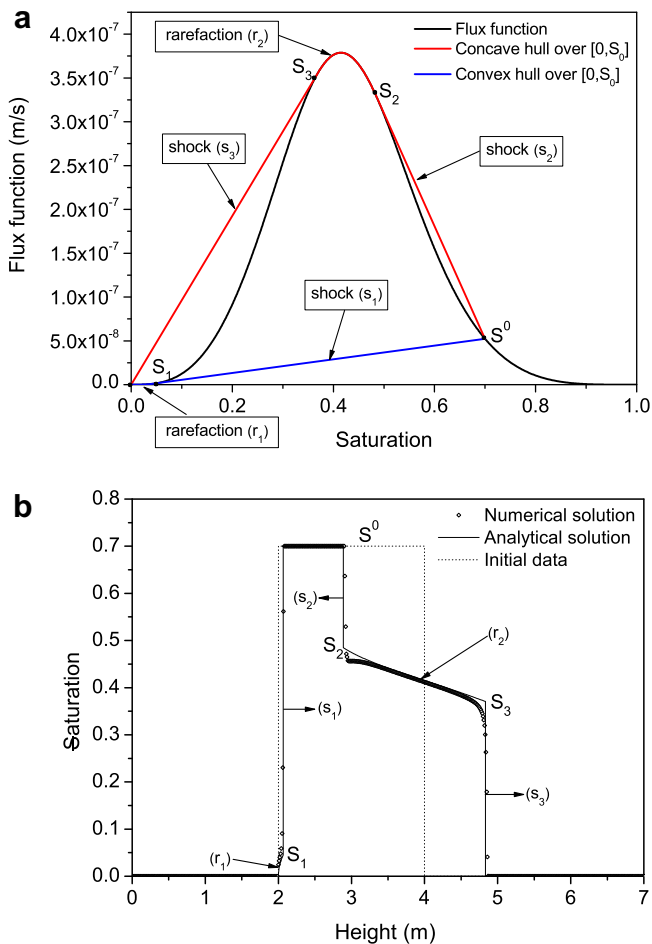 a
4.0x10-7
3.5x10-7
3.0x10-7
2.5x10-7
2.0x10-7
1.5x10-7
1.0x10-7
5.0x10-8
0.0
Flux function (m/s)
rarefaction (r2)
Flux function
Concave hull over [0,S0]
Convex hull over [0,S0]
S3
S2
shock (s3)
shock (s2)
shock (s1)
S0
S1
0.0 0.2 0.4 0.6 0.8 1.0
rarefaction (r1)
Saturation
b
0.8
0.7
0.6
0.5
0.4
0.3
0.2
0.1
0.0
Saturation
S0
Numerical solution
Analytical solution
Initial data
(s2)
S2
(r2)
S3
(s1)
(s3)
(r1)
S1
0 1 2 3 4 5 6 7
Height (m)